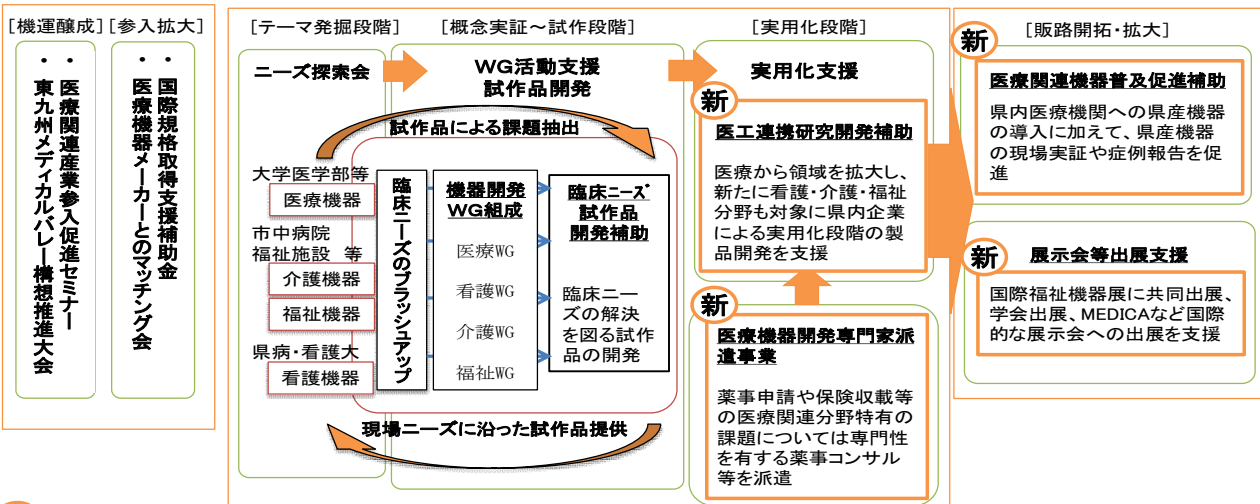 [機運醸成]
・医療関連産業参入促進セミナー
・東九州メディカルバレー構想推進大会
[参入拡大]
・国際規格取得支援補助金
・医療機器メーカーとのマッチング会
[テーマ発掘段階]
ニーズ探索会
[概念実証～試作段階]
WG活動支援
試作品開発
試作品による課題抽出
大学医学部等
医療機器
市中病院
福祉施設 等
介護機器
福祉機器
県病・看護大
看護機器
臨床ニーズのブラッシュアップ
機器開発
WG組成
医療WG
看護WG
介護WG
福祉WG
臨床ニーズ
試作品
開発補助
臨床ニー
ズの解決
を図る試作
品の開発
現場ニーズに沿った試作品提供
[実用化段階]
実用化支援
新
医工連携研究開発補助
医療から領域を拡大し、
新たに看護・介護・福祉
分野も対象に県内企業
による実用化段階の製
品開発を支援
新
医療機器開発専門家派
遣事業
薬事申請や保険収載等
の医療関連分野特有の
課題については専門性
を有する薬事コンサル
等を派遣
[販路開拓・拡大]
新
医療関連機器普及促進補助
県内医療機関への県産機器
の導入に加えて、県産機器
の現場実証や症例報告を促
進
新
展示会等出展支援
国際福祉機器展に共同出展、
学会出展、MEDICAなど国際
的な展示会への出展を支援